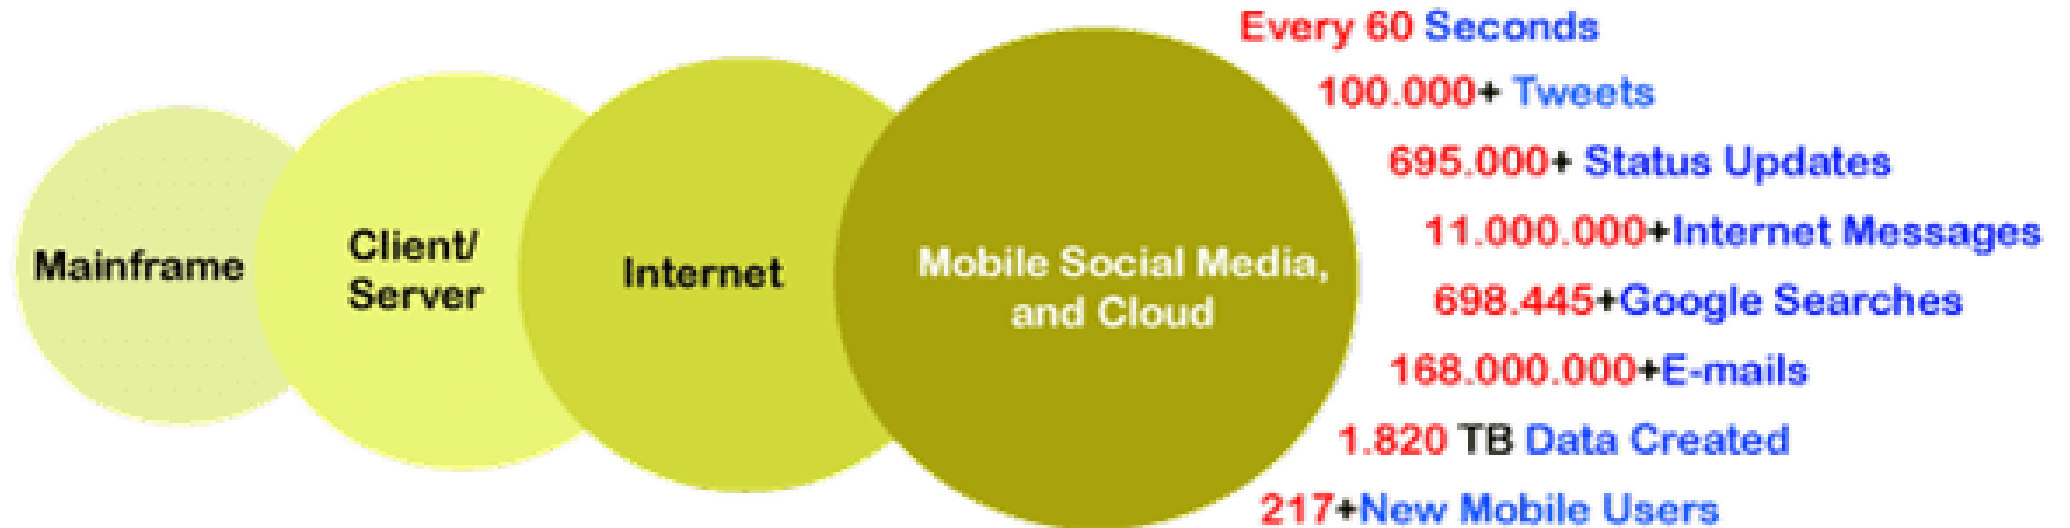 Mainframe
Client/
Server
Internet
Mobile Social Media,
and Cloud
Every 60 Seconds
100.000+ Tweets
695.000+ Status Updates
11.000.000+Internet Messages
698.445+Google Searches
168.000.000+E-mails
1.820 TB Data Created
217+New Mobile Users